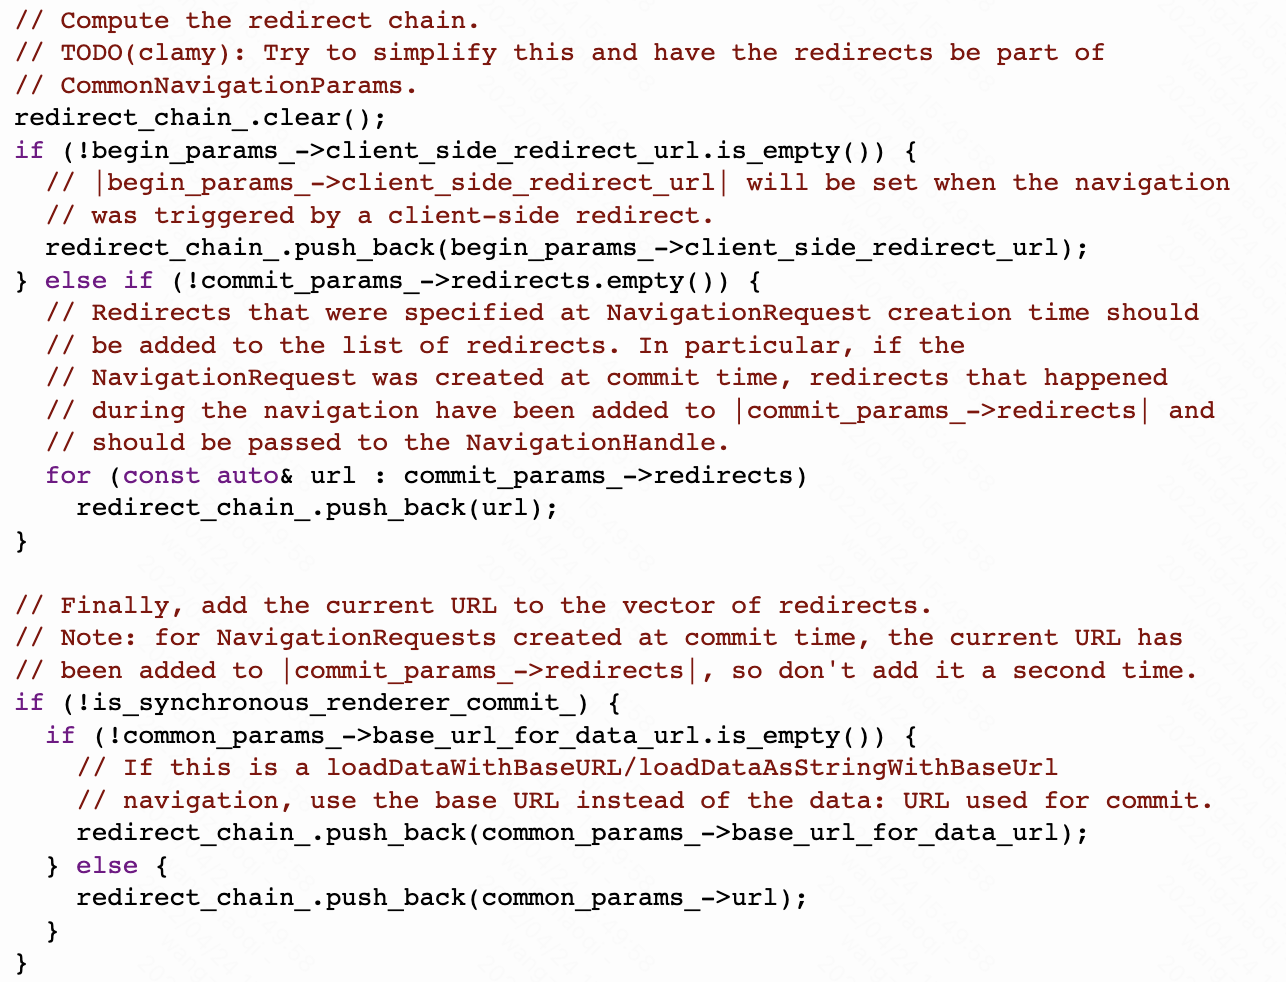 // Compute the redirect chain.
// TODO(clamy): Try to simplify this and have the redirects be part of
// CommonNavigationParams.
redirect_chain_.clear();
if (!begin_params_->client_side_redirect_url.is_empty()) {
  // |begin_params_->client_side_redirect_url| will be set when the navigation
  // was triggered by a client-side redirect.
  redirect_chain_.push_back(begin_params_->client_side_redirect_url);
} else if (!commit_params_->redirects.empty()) {
  // Redirects that were specified at NavigationRequest creation time should
  // be added to the list of redirects. In particular, if the
  // NavigationRequest was created at commit time, redirects that happened
  // during the navigation have been added to |commit_params_->redirects| and
  // should be passed to the NavigationHandle.
  for (const auto& url : commit_params_->redirects)
    redirect_chain_.push_back(url);
}

// Finally, add the current URL to the vector of redirects.
// Note: for NavigationRequests created at commit time, the current URL has
// been added to |commit_params_->redirects|, so don't add it a second time.
if (!is_synchronous_renderer_commit_) {
  if (!common_params_->base_url_for_data_url.is_empty()) {
    // If this is a loadDataWithBaseURL/loadDataAsStringWithBaseUrl
    // navigation, use the base URL instead of the data: URL used for commit.
    redirect_chain_.push_back(common_params_->base_url_for_data_url);
  } else {
    redirect_chain_.push_back(common_params_->url);
  }
}